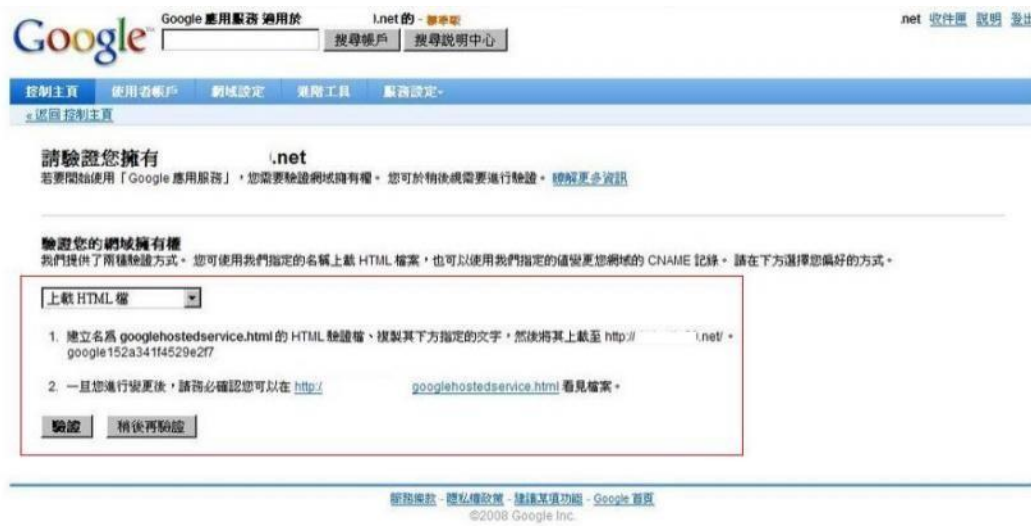 Google 應用服務 適用於 .net 的 - 標準版
.net 收件匣 說明 登出
Google™
搜尋帳戶 搜尋說明中心
控制主頁 使用者帳戶 網域設定 進階工具 服務設定
«返回 控制主頁
請驗證您擁有 .net
若要開始使用「Google 應用服務」，您需要驗證網域擁有權。 您可於稍後視需要進行驗證。 瞭解更多資訊
驗證您的網域擁有權
我們提供了兩種驗證方式。 您可使用我們指定的名稱上載 HTML 檔案，也可以使用我們指定的值變更您網域的 CNAME 記錄。 請在下方選擇您偏好的方式。
上載 HTML 檔
1. 建立名為 googlehostedservice.html 的 HTML 驗證檔、複製其下方指定的文字，然後將其上載至 http:// .net/。
google152a341f4529e2f7
2. 一旦您進行變更後，請務必確認您可以在 http:/ googlehostedservice.html 看見檔案。
驗證 稍後再驗證
服務條款 - 隱私權政策 - 建議某項功能 - Google 首頁
©2008 Google Inc.